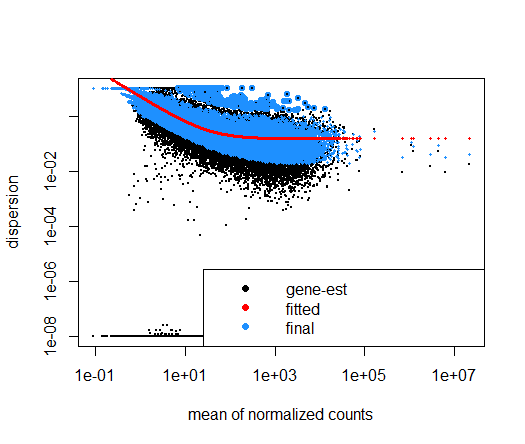 dispersion
1e-02
1e-04
1e-06
1e-08
gene-est
fitted
final
1e-01
1e+01
1e+03
1e+05
1e+07
mean of normalized counts